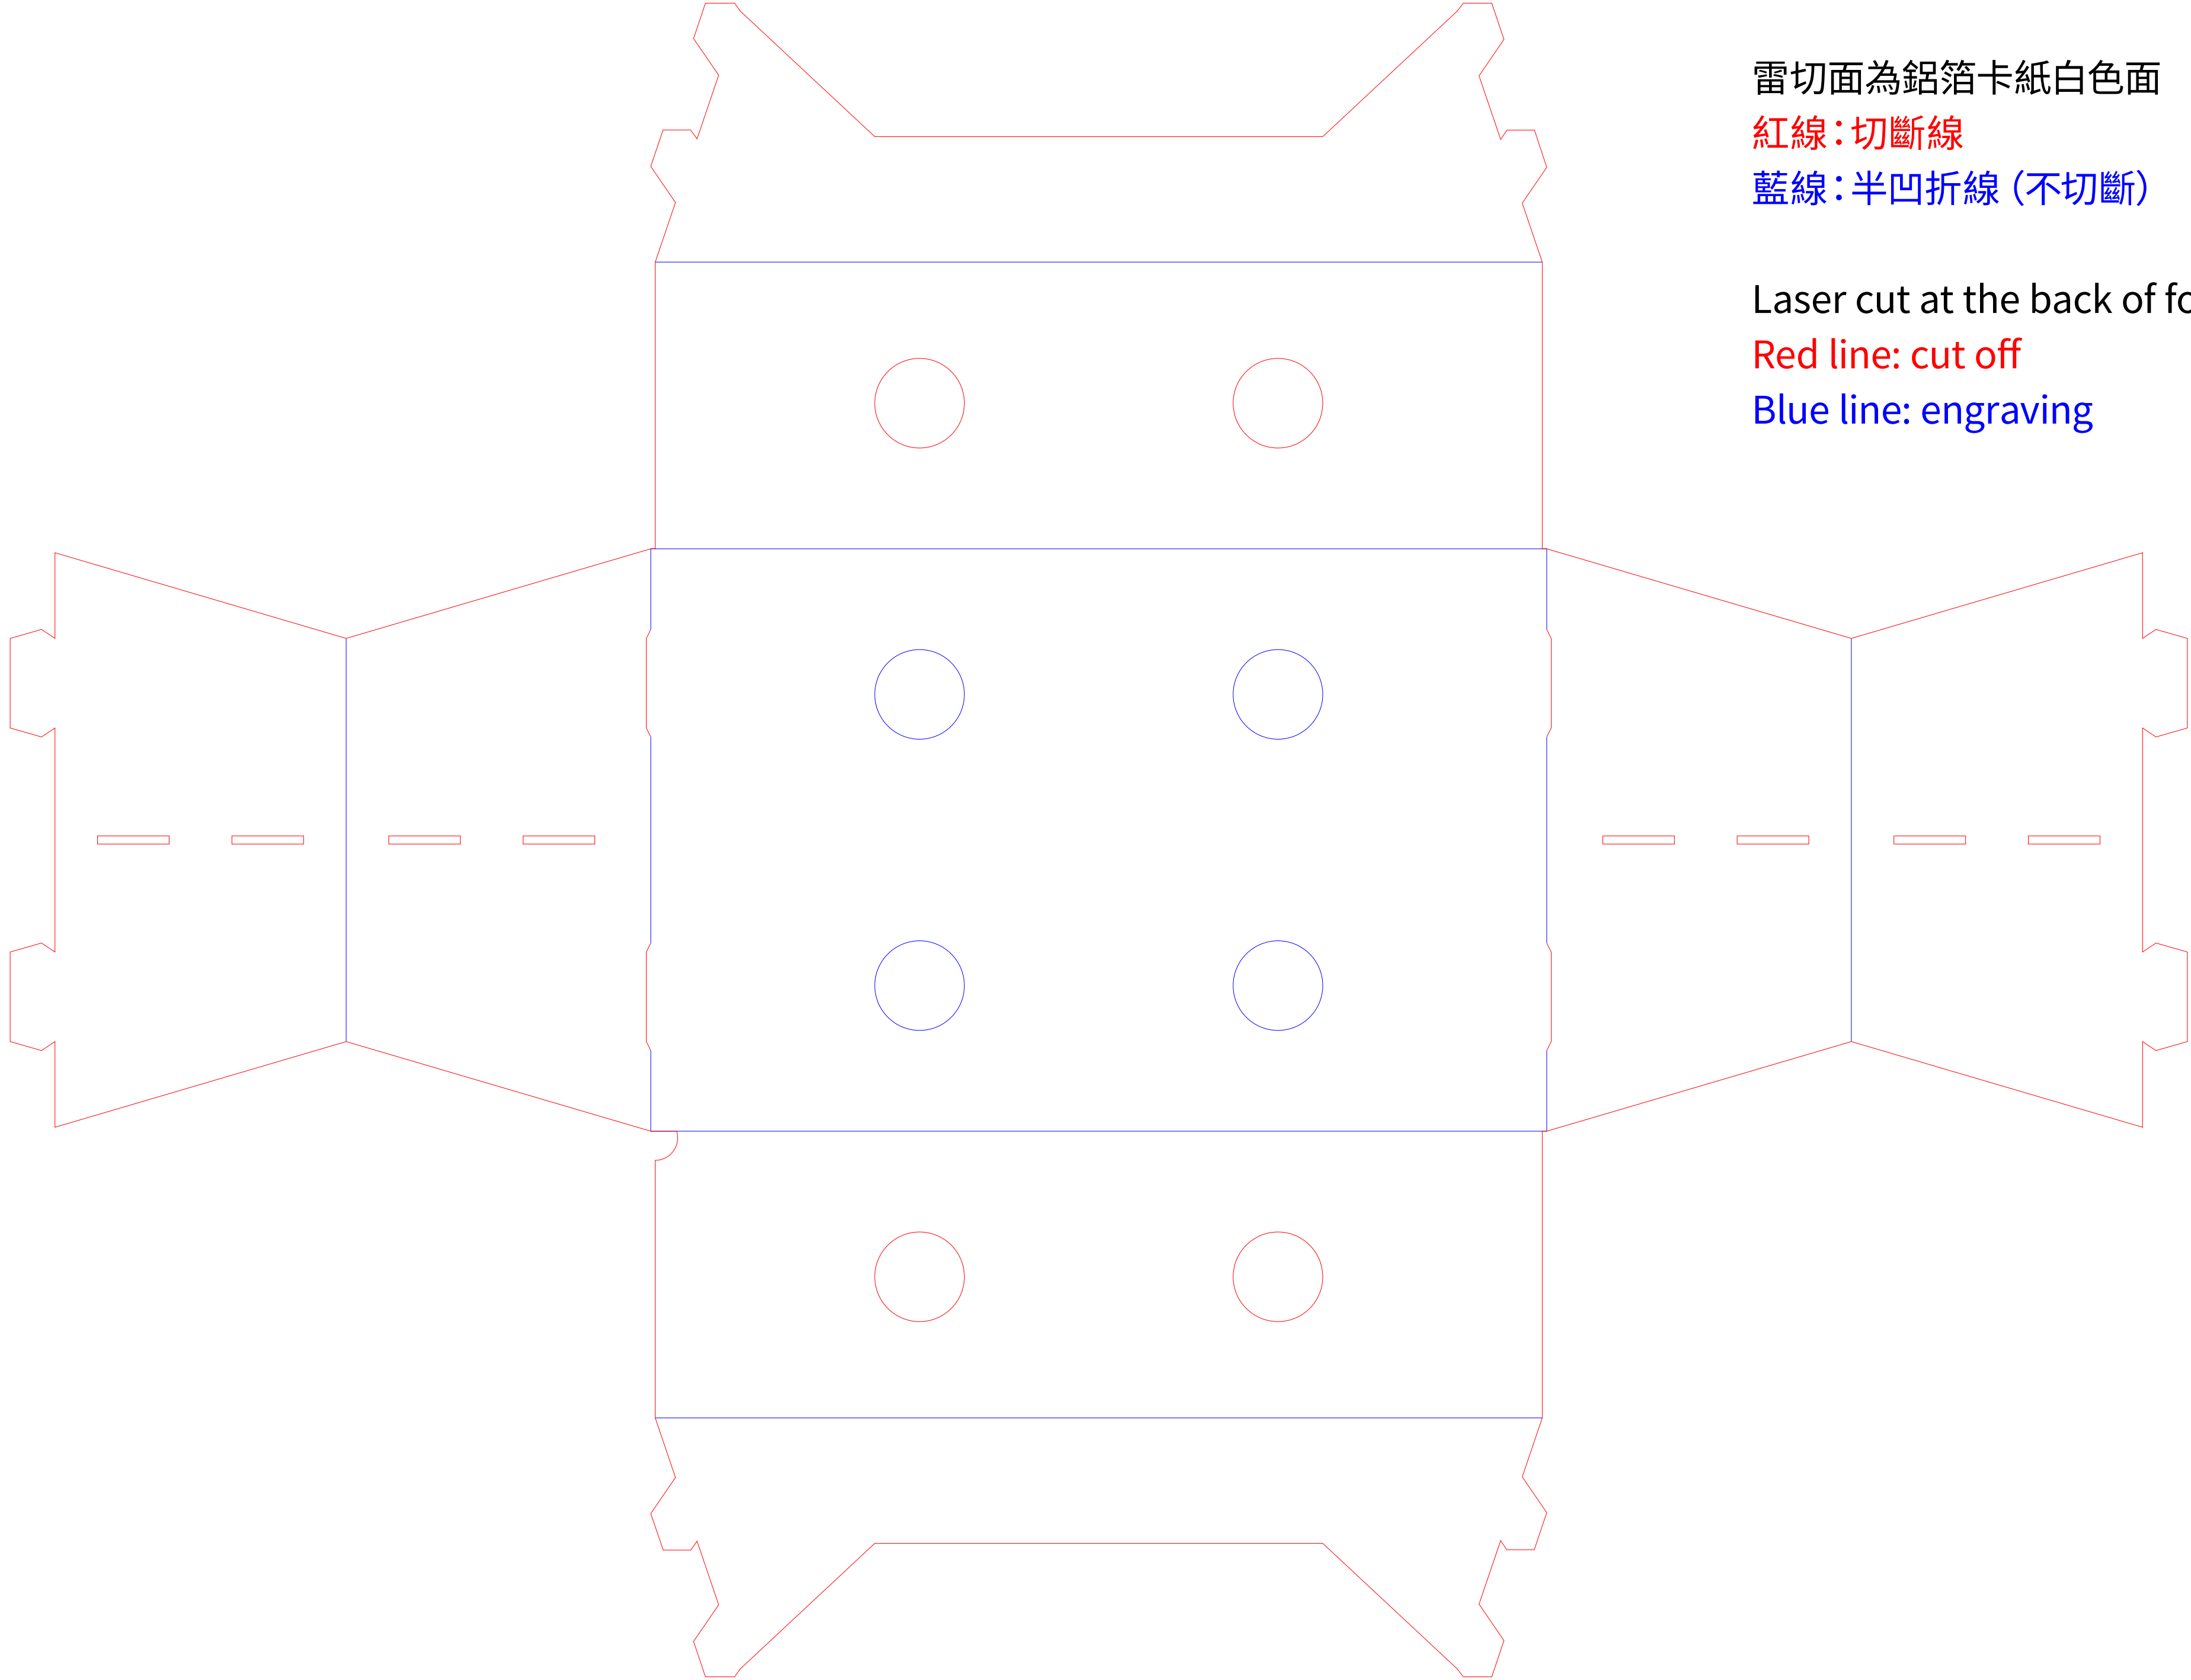 雷切面為鋁箔卡紙白色面
紅線：切斷線
藍線：半凹折線（不切斷）
Laser cut at the back of
Red line: cut off
Blue line: engraving